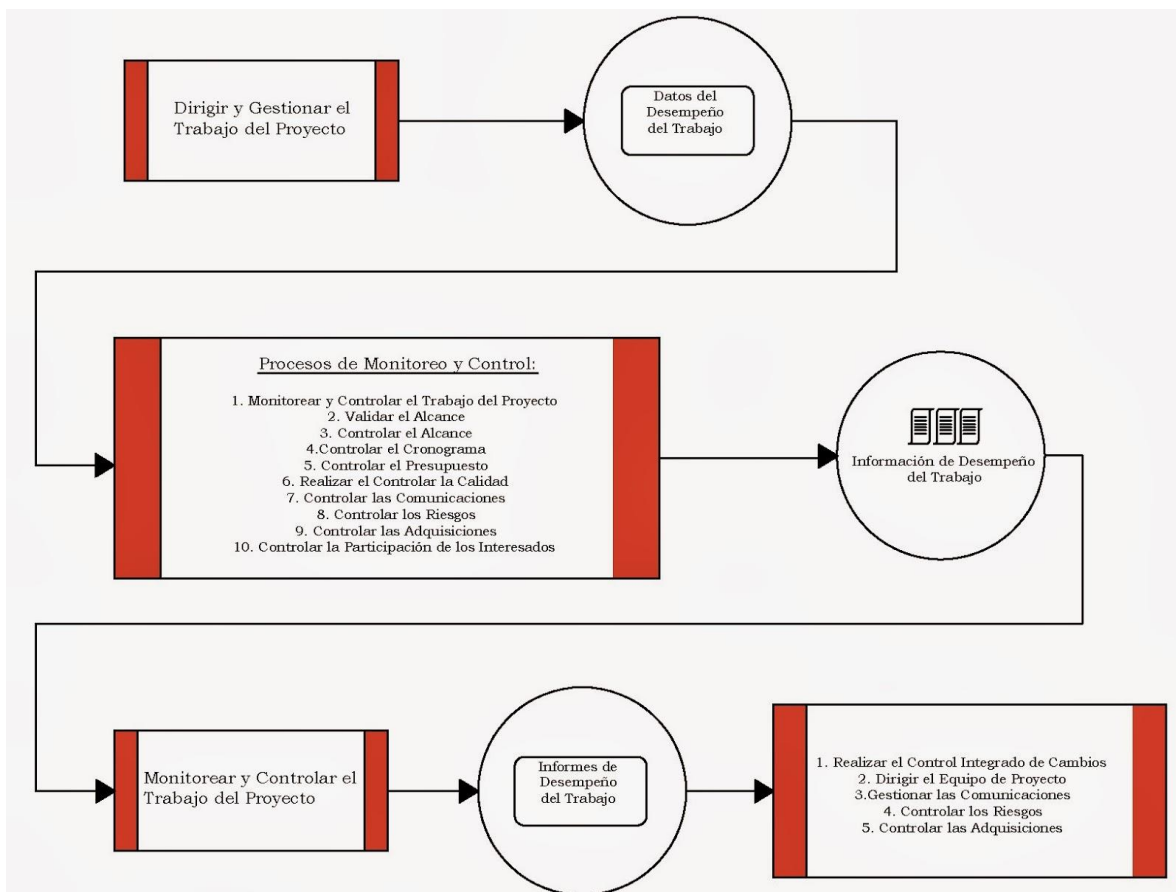 Dirigir y Gestionar el
Trabajo del Proyecto
Datos del
Desempeño
del Trabajo
Procesos de Monitoreo y Control:
1. Monitorear y Controlar el Trabajo del Proyecto
2. Validar el Alcance
3. Controlar el Alcance
4.Controlar el Cronograma
5. Controlar el Presupuesto
6. Realizar el Controlar la Calidad
7. Controlar las Comunicaciones
8. Controlar los Riesgos
9. Controlar las Adquisiciones
10. Controlar la Participación de los Interesados
Información de Desempeño
del Trabajo
Monitorear y Controlar el
Trabajo del Proyecto
Informes de
Desempeño
del Trabajo
1. Realizar el Control Integrado de Cambios
2. Dirigir el Equipo de Proyecto
3.Gestionar las Comunicaciones
4. Controlar los Riesgos
5. Controlar las Adquisiciones